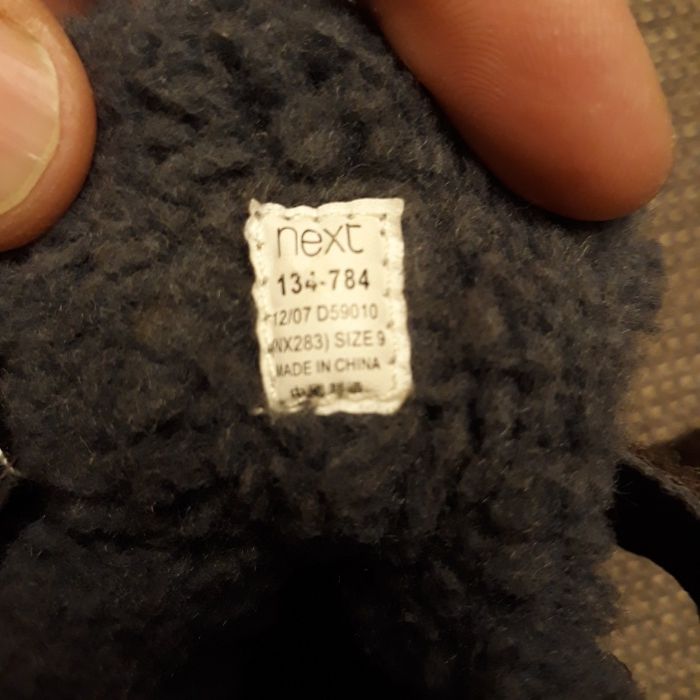 next
134-784
12/07 D59010
NX283) SIZE 9
MADE IN CHINA